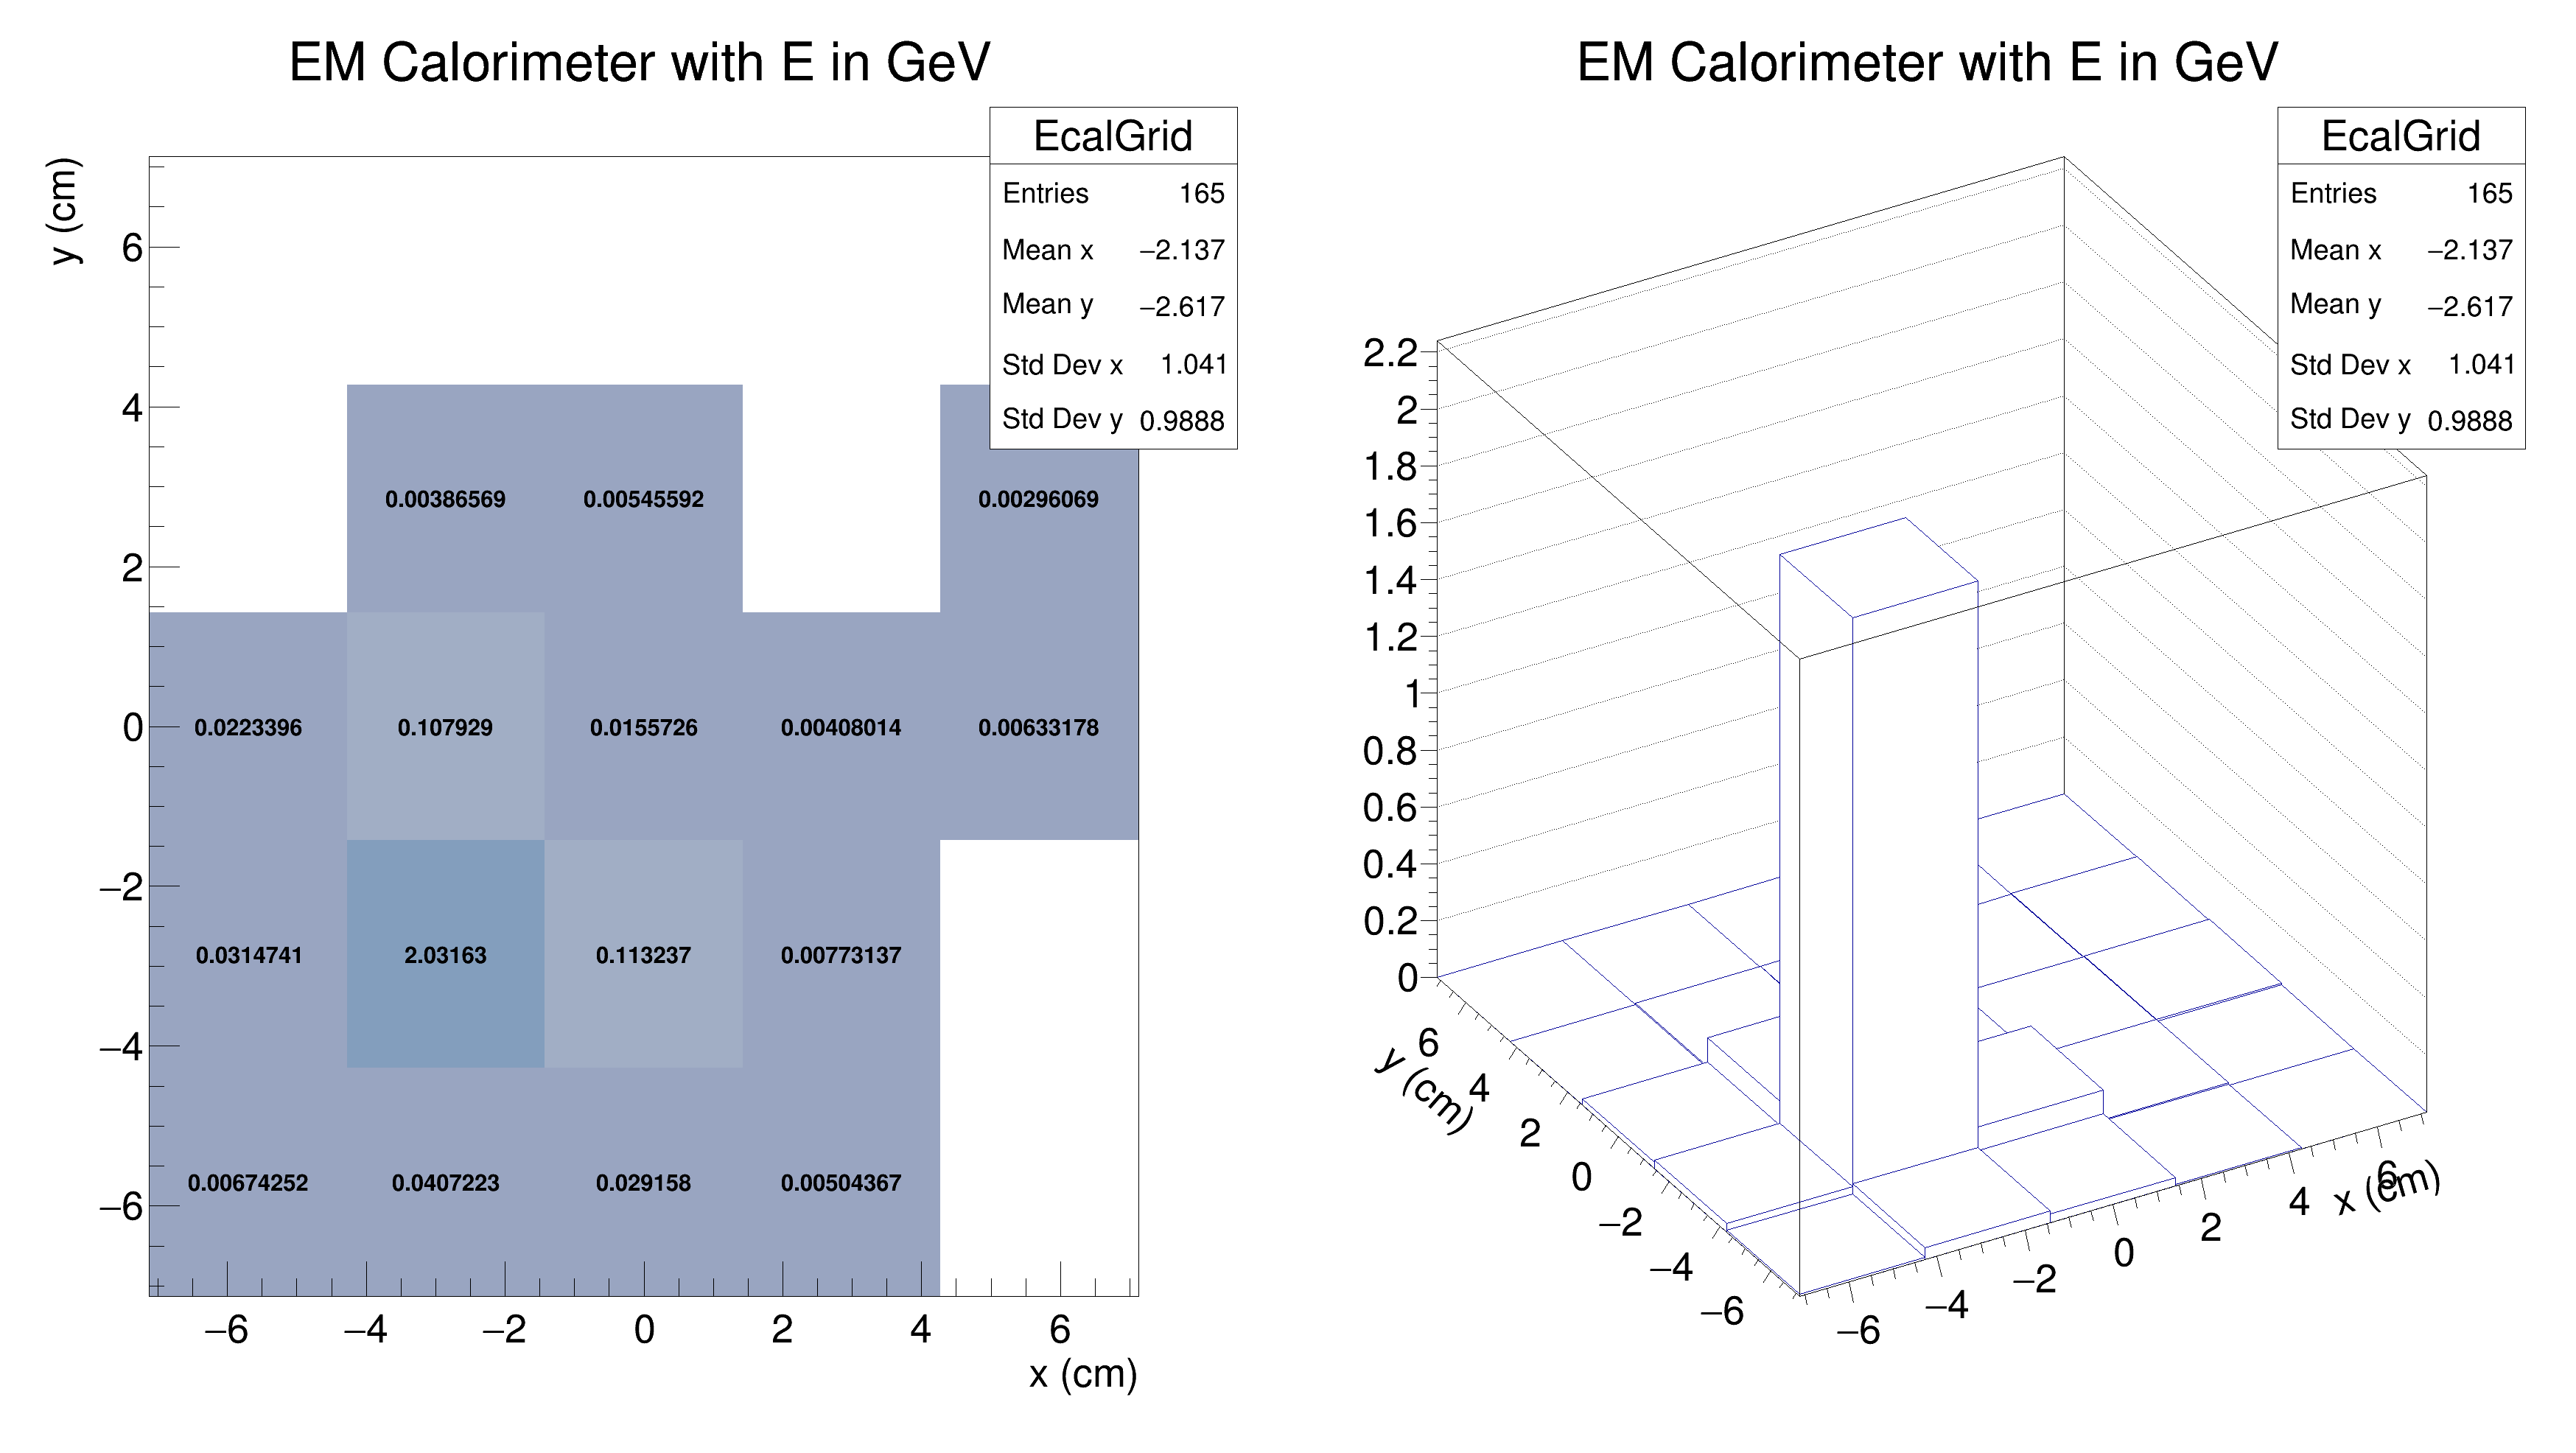 EM Calorimeter with E in GeV
EcalGrid
Entries 165
Mean x −2.137
Mean y −2.617
Std Dev x 1.041
Std Dev y 0.9888
y (cm)
6
4
2
0
−2
−4
−6
0.00386569 0.00545592 0.00296069
0.0223396 0.107929 0.0155726 0.00408014 0.00633178
0.0314741 2.03163 0.113237 0.00773137
0.00674252 0.0407223 0.029158 0.00504367
−6 −4 −2 0 2 4 6
x (cm)
EM Calorimeter with E in GeV
EcalGrid
Entries 165
Mean x −2.137
Mean y −2.617
Std Dev x 1.041
Std Dev y 0.9888
2.2
2
1.8
1.6
1.4
1.2
1
0.8
0.6
0.4
0.2
0
y (cm)
6
4
2
0
−2
−4
−6
−6
−4
−2
0
2
4
6
x (cm)